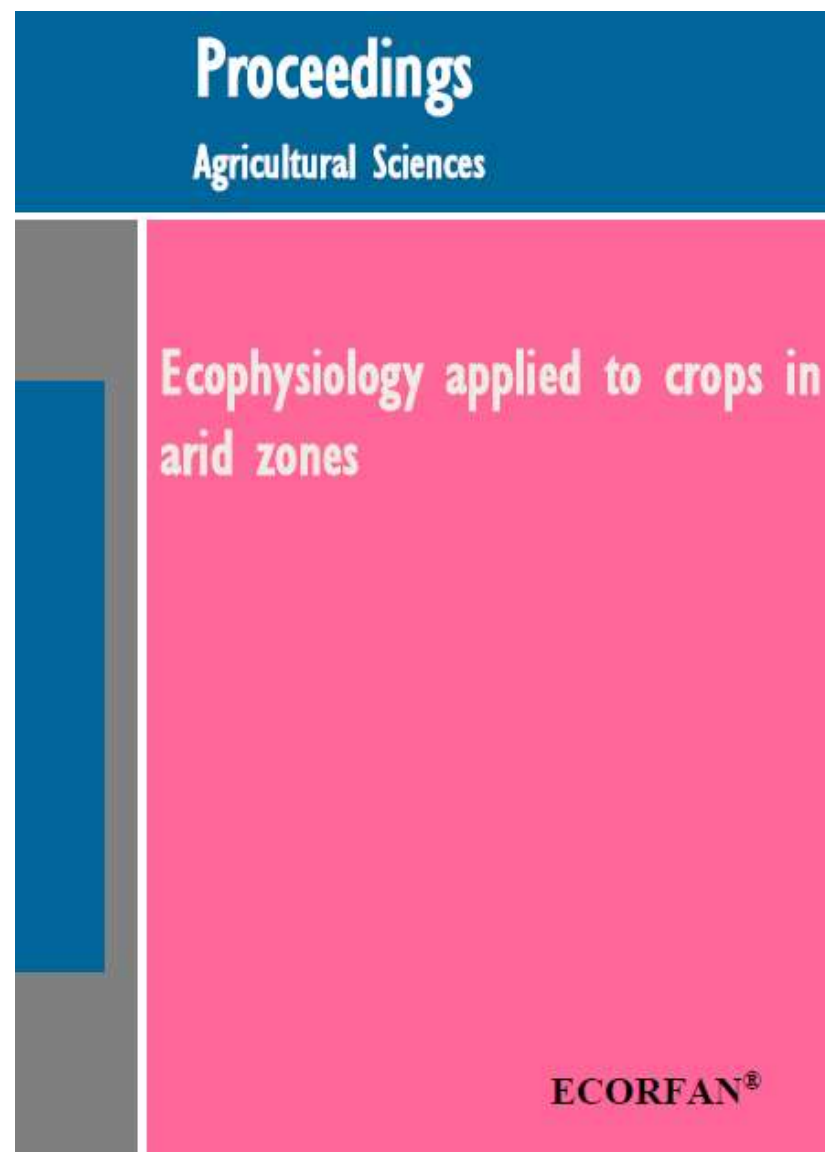 Proceedings
Agricultural Sciences
Ecophysiology applied to crops in
arid zones
ECORFAN®